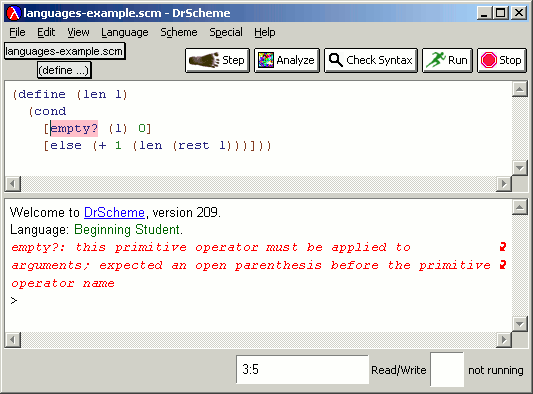 languages-example.scm - DrScheme
File Edit View Language Scheme Special Help
languages-example.scm
(define ...)
Step Analyze Check Syntax Run Stop
(define (len l)
(cond
[empty? (l) 0]
[else (+ 1 (len (rest l)))]))
Welcome to DrScheme, version 209.
Language: Beginning Student.
empty?: this primitive operator must be applied to
arguments; expected an open parenthesis before the primitive
operator name
>
3:5 Read/Write not running